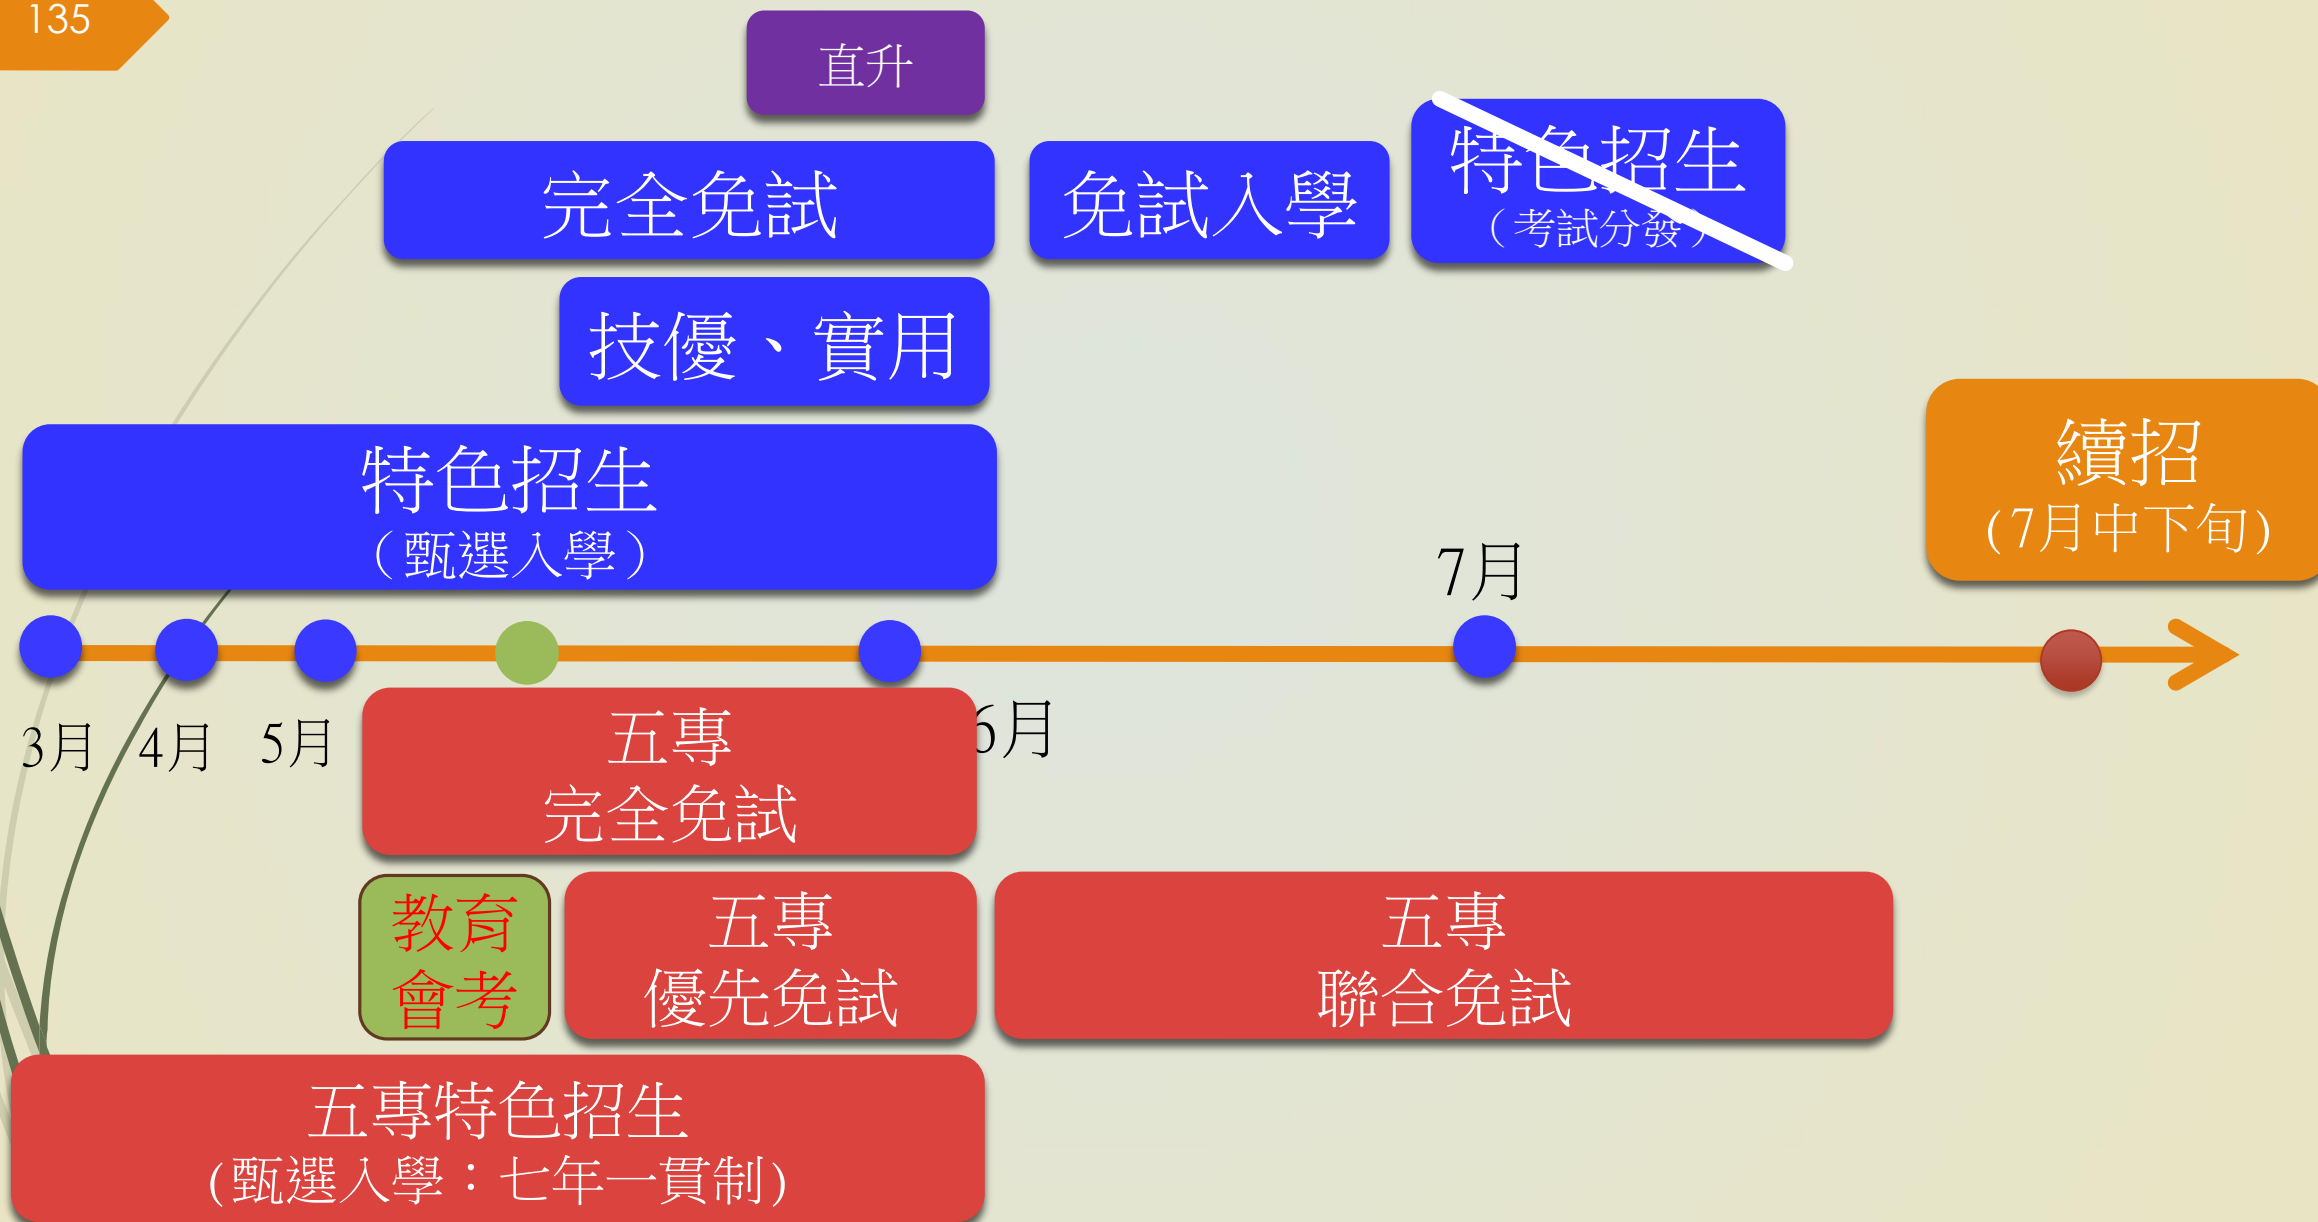 135
直升
完全免試
免試入學
特色招生
（考試分發）
技優、實用
特色招生
（甄選入學）
續招
(7月中下旬)
7月
3月
4月
5月
6月
五專
完全免試
教育
會考
五專
優先免試
五專
聯合免試
五專特色招生
(甄選入學：七年一貫制)